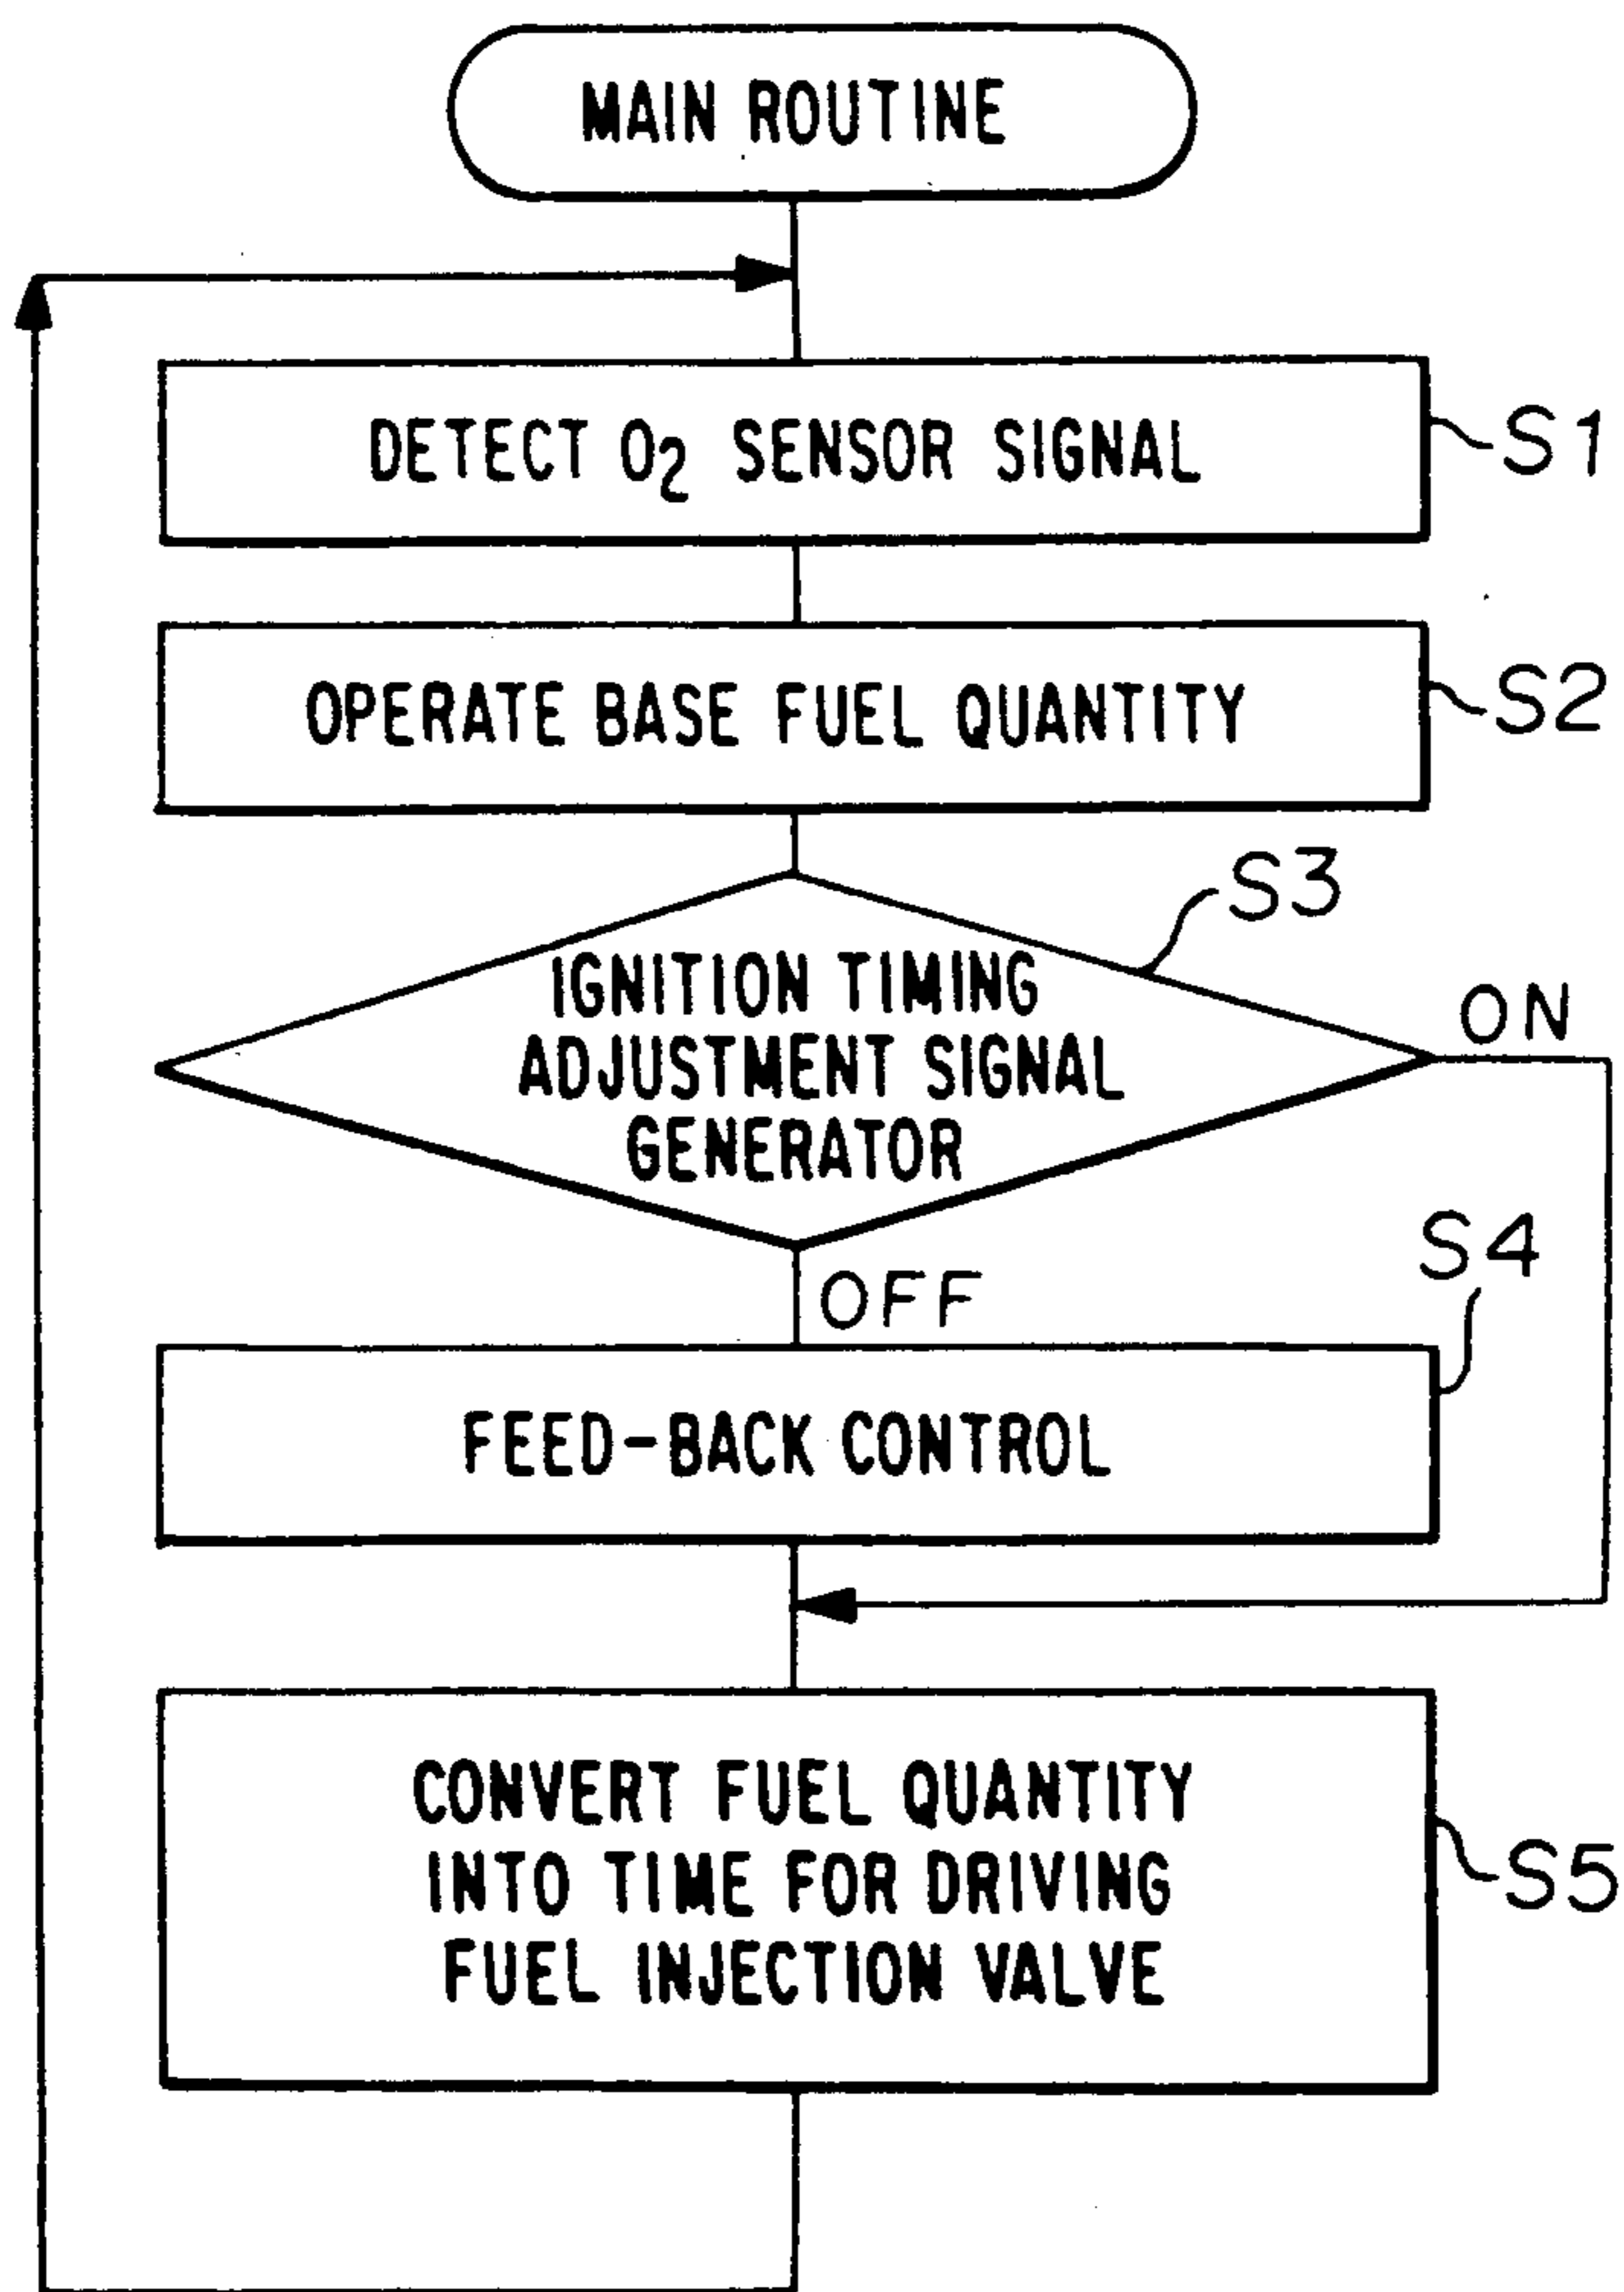 MAIN ROUTINE
DETECT O₂ SENSOR SIGNAL
S1
OPERATE BASE FUEL QUANTITY
S2
S3
IGNITION TIMING
ADJUSTMENT SIGNAL
GENERATOR
ON
OFF
S4
FEED-BACK CONTROL
CONVERT FUEL QUANTITY
INTO TIME FOR DRIVING
FUEL INJECTION VALVE
S5